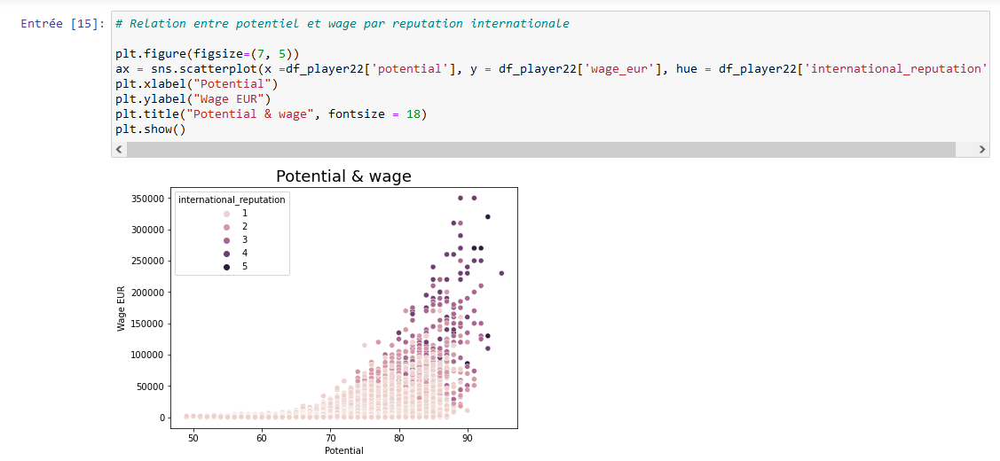 Entrée [15]: # Relation entre potentiel et wage par reputation internationale
plt.figure(figsize=(7, 5))
ax = sns.scatterplot(x =df_player22['potential'], y = df_player22['wage_eur'], hue = df_player22['international_reputation'
plt.xlabel("Potential")
plt.ylabel("Wage EUR")
plt.title("Potential & wage", fontsize = 18)
plt.show()
Potential & wage
international_reputation
1
2
3
4
5
350000
300000
250000
200000
150000
100000
50000
0
Wage EUR
50 60 70 80 90
Potential